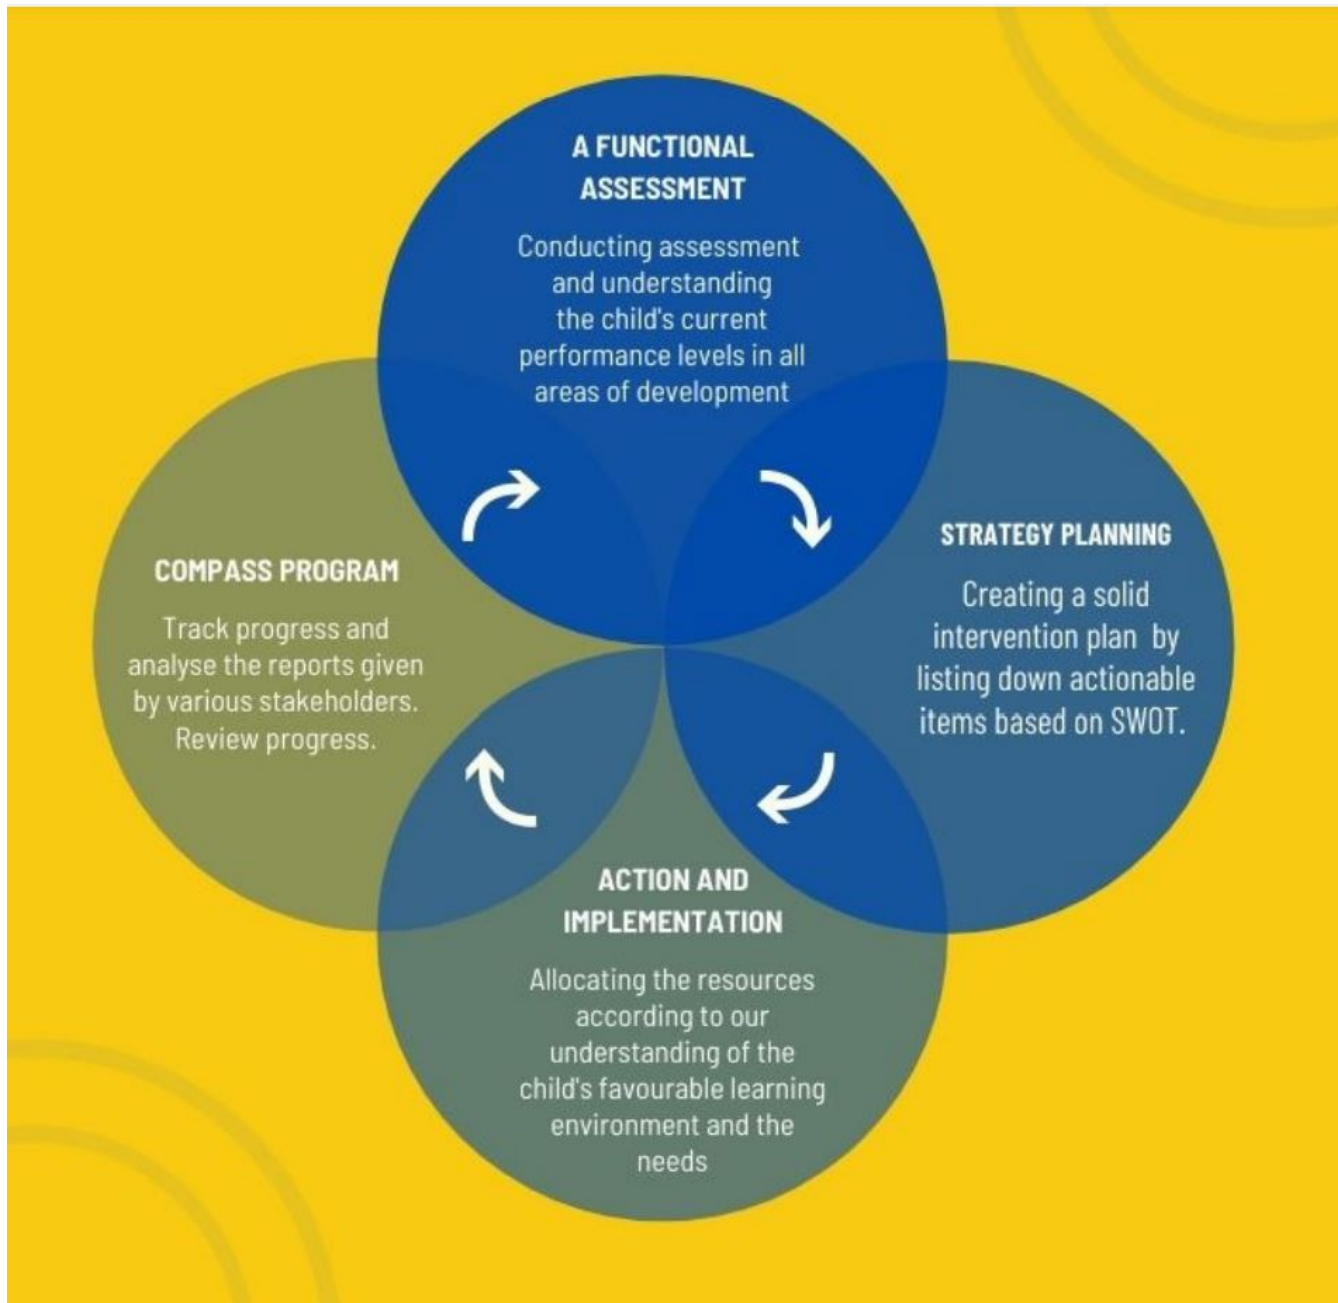 A FUNCTIONAL
ASSESSMENT
Conducting assessment
and understanding
the child's current
performance levels in all
areas of development
STRATEGY PLANNING
Creating a solid
intervention plan by
listing down actionable
items based on SWOT.
ACTION AND
IMPLEMENTATION
Allocating the resources
according to our
understanding of the
child's favourable learning
environment and the
needs
COMPASS PROGRAM
Track progress and
analyse the reports given
by various stakeholders.
Review progress.